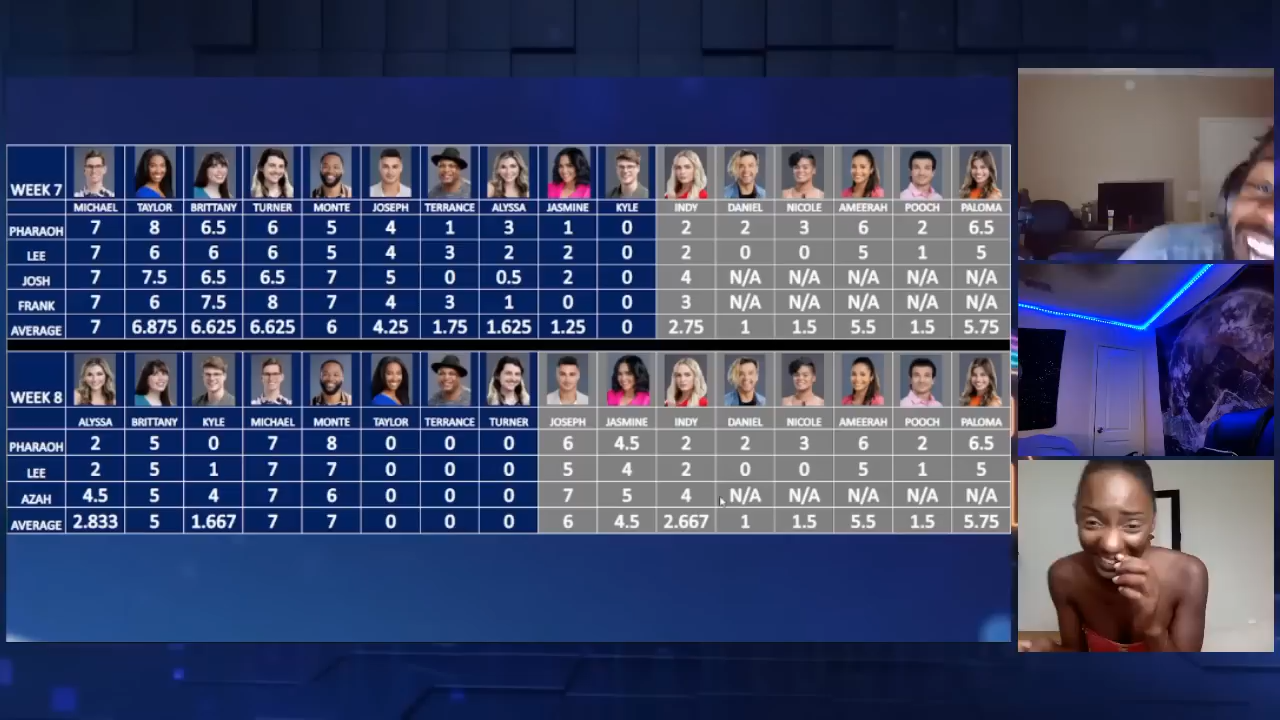 WEEK 7
MICHAEL TAYLOR BRITTANY TURNER MONTE JOSEPH TERRANCE ALYSSA JASMINE KYLE INDY DANIEL NICOLE AMEERAH POOCH PALOMA
PHARAOH 7 8 6.5 6 5 4 1 3 1 0 2 2 3 6 2 6.5
LEE 7 6 6 6 5 4 3 2 2 0 2 0 0 5 1 5
JOSH 7 7.5 6.5 6.5 7 5 0 0.5 2 0 4 N/A N/A N/A N/A N/A
FRANK 7 6 7.5 8 7 4 3 1 0 0 3 N/A N/A N/A N/A N/A
AVERAGE 7 6.875 6.625 6.625 6 4.25 1.75 1.625 1.25 0 2.75 1 1.5 5.5 1.5 5.75
WEEK 8
ALYSSA BRITTANY KYLE MICHAEL MONTE TAYLOR TERRANCE TURNER JOSEPH JASMINE INDY DANIEL NICOLE AMEERAH POOCH PALOMA
PHARAOH 2 5 0 7 8 0 0 0 6 4.5 2 2 3 6 2 6.5
LEE 2 5 1 7 7 0 0 0 5 4 2 0 0 5 1 5
AZAH 4.5 5 4 7 6 0 0 0 7 5 4 N/A N/A N/A N/A N/A
AVERAGE 2.833 5 1.667 7 7 0 0 0 6 4.5 2.667 1 1.5 5.5 1.5 5.75